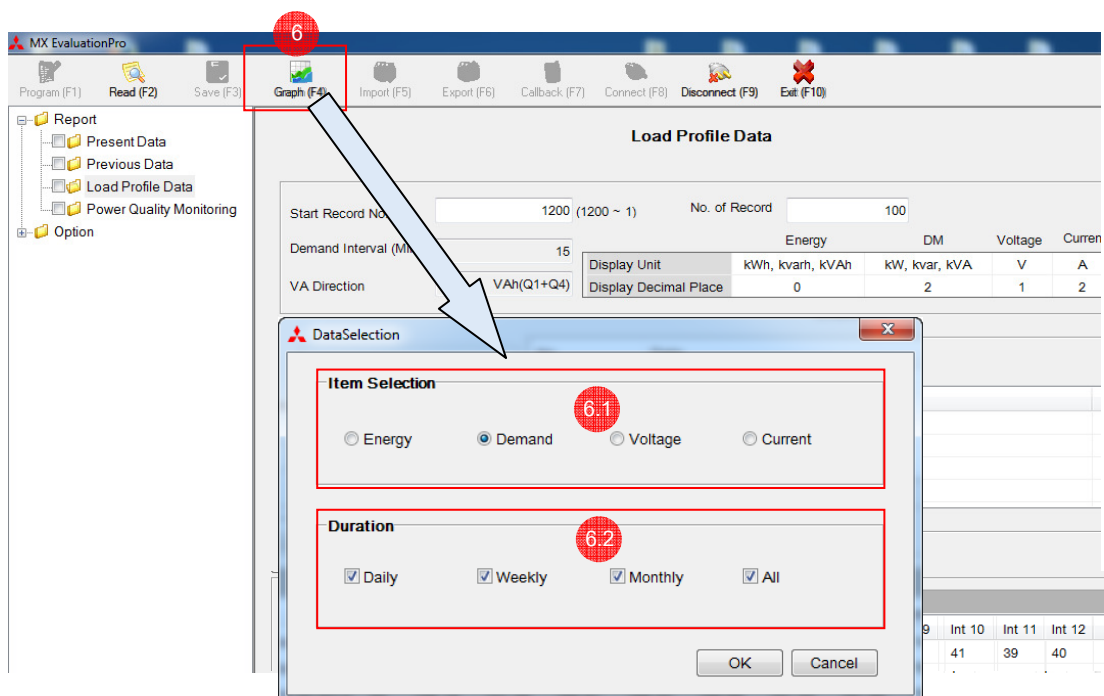 6
MX EvaluationPro
Program (F1) Read (F2) Save (F3) Graph (F4) Import (F5) Export (F6) Callback (F7) Connect (F8) Disconnect (F9) Exit (F10)
Report
Present Data
Previous Data
Load Profile Data
Power Quality Monitoring
Option
Load Profile Data
Start Record No 1200 (1200 ~ 1) No. of Record 100
Demand Interval (Mi 15
VA Direction VAh(Q1+Q4)
Energy DM Voltage Curren
Display Unit kWh, kvarh, kVAh kW, kvar, kVA V A
Display Decimal Place 0 2 1 2
DataSelection
Item Selection
6.1
Energy Demand Voltage Current
Duration
6.2
Daily Weekly Monthly All
OK Cancel
9 Int 10 Int 11 Int 12
41 39 40